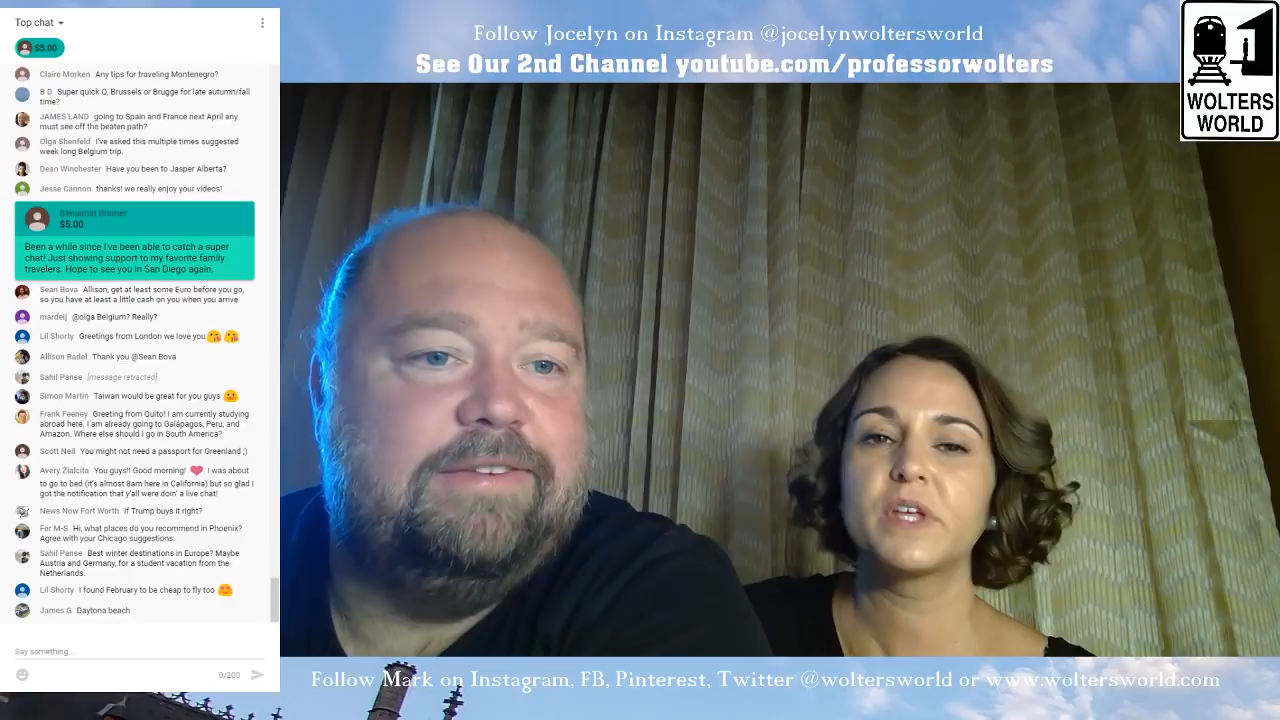 Top chat
$5.00
Claire Morken Any tips for traveling Montenegro?
B D Super quick Q, Brussels or Brugge for late autumn/fall
time?
JAMES LAND going to Spain and France next April any
must see off the beaten path?
Olga Shenfeld I've asked this multiple times suggested
week long Belgium trip.
Dean Winchester Have you been to Jasper Alberta?
Jesse Cannon thanks! we really enjoy your videos!
Benjamin Bramer
$5.00
Been a while since I've been able to catch a super
chat! Just showing support to my favorite family
travelers. Hope to see you in San Diego again.
Sean Bova Allison, get at least some Euro before you go,
so you have at least a little cash on you when you arrive
mardeij @olga Belgium? Really?
Lil Shorty Greetings from London we love you
Allison Radel Thank you @Sean Bova
Sahil Panse [message retracted]
Simon Martin Taiwan would be great for you guys
Frank Feeney Greeting from Quito! I am currently studying
abroad here. I am already going to Galápagos, Peru, and
Amazon. Where else should I go in South America?
Scott Neil You might not need a passport for Greenland ;)
Avery Zialcita You guys!! Good morning! I was about
to go to bed (it's almost 8am here in California) but so glad I
got the notification that y'all were doin' a live chat!
News Now Fort Worth If Trump buys it right?
Fer M-S Hi, what places do you recommend in Phoenix?
Agree with your Chicago suggestions.
Sahil Panse Best winter destinations in Europe? Maybe
Austria and Germany, for a student vacation from the
Netherlands.
Lil Shorty I found February to be cheap to fly too
James G Daytona beach
Say something...
0/200
Follow Jocelyn on Instagram @jocelynwoltersworld
See Our 2nd Channel youtube.com/professorwolters
WOLTERS
WORLD
Follow Mark on Instagram, FB, Pinterest, Twitter @woltersworld or www.woltersworld.com